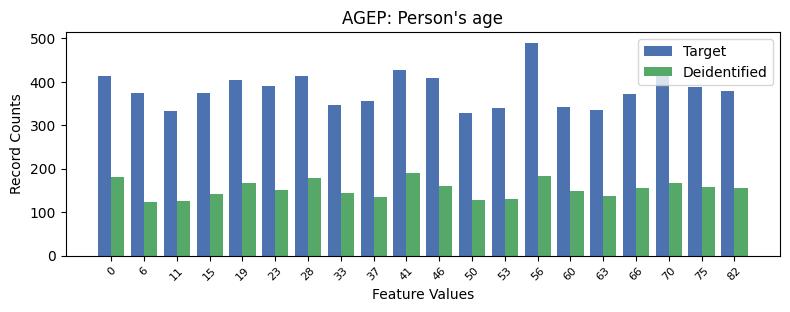 AGEP: Person's age
Target
Deidentified
Record Counts
500
400
300
200
100
0
0 6 11 15 19 23 28 33 37 41 46 50 53 56 60 63 66 70 75 82
Feature Values